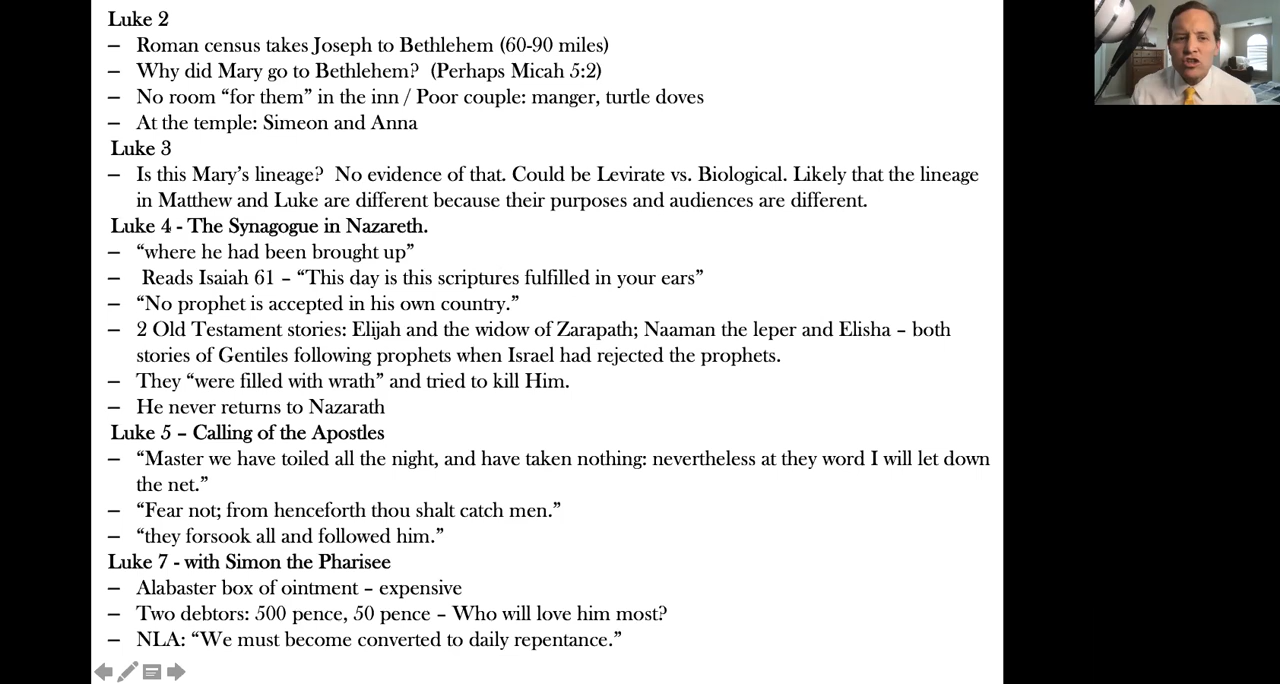 Luke 2
– Roman census takes Joseph to Bethlehem (60-90 miles)
– Why did Mary go to Bethlehem? (Perhaps Micah 5:2)
– No room “for them” in the inn / Poor couple: manger, turtle doves
– At the temple: Simeon and Anna
Luke 3
– Is this Mary’s lineage? No evidence of that. Could be Levirate vs. Biological. Likely that the lineage
in Matthew and Luke are different because their purposes and audiences are different.
Luke 4 - The Synagogue in Nazareth.
– “where he had been brought up”
– Reads Isaiah 61 – “This day is this scriptures fulfilled in your ears”
– “No prophet is accepted in his own country.”
– 2 Old Testament stories: Elijah and the widow of Zarapath; Naaman the leper and Elisha – both
stories of Gentiles following prophets when Israel had rejected the prophets.
– They “were filled with wrath” and tried to kill Him.
– He never returns to Nazarath
Luke 5 – Calling of the Apostles
– “Master we have toiled all the night, and have taken nothing: nevertheless at they word I will let down
the net.”
– “Fear not; from henceforth thou shalt catch men.”
– “they forsook all and followed him.”
Luke 7 - with Simon the Pharisee
– Alabaster box of ointment – expensive
– Two debtors: 500 pence, 50 pence – Who will love him most?
– NLA: “We must become converted to daily repentance.”